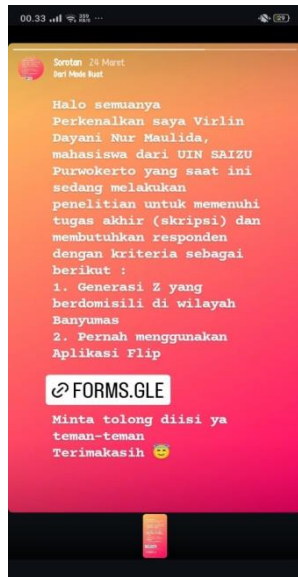 00.33
Sorotan 24 Maret
Dari Mode Buat
Halo semuanya
Perkenalkan saya Virlin
Dayani Nur Maulida,
mahasiswa dari UIN SAIZU
Purwokerto yang saat ini
sedang melakukan
penelitian untuk memenuhi
tugas akhir (skripsi) dan
membutuhkan responden
dengan kriteria sebagai
berikut :
1. Generasi Z yang
berdomisili di wilayah
Banyumas
2. Pernah menggunakan
Aplikasi Flip
FORMS.GLE
Minta tolong diisi ya
teman-teman
Terimakasih 😇